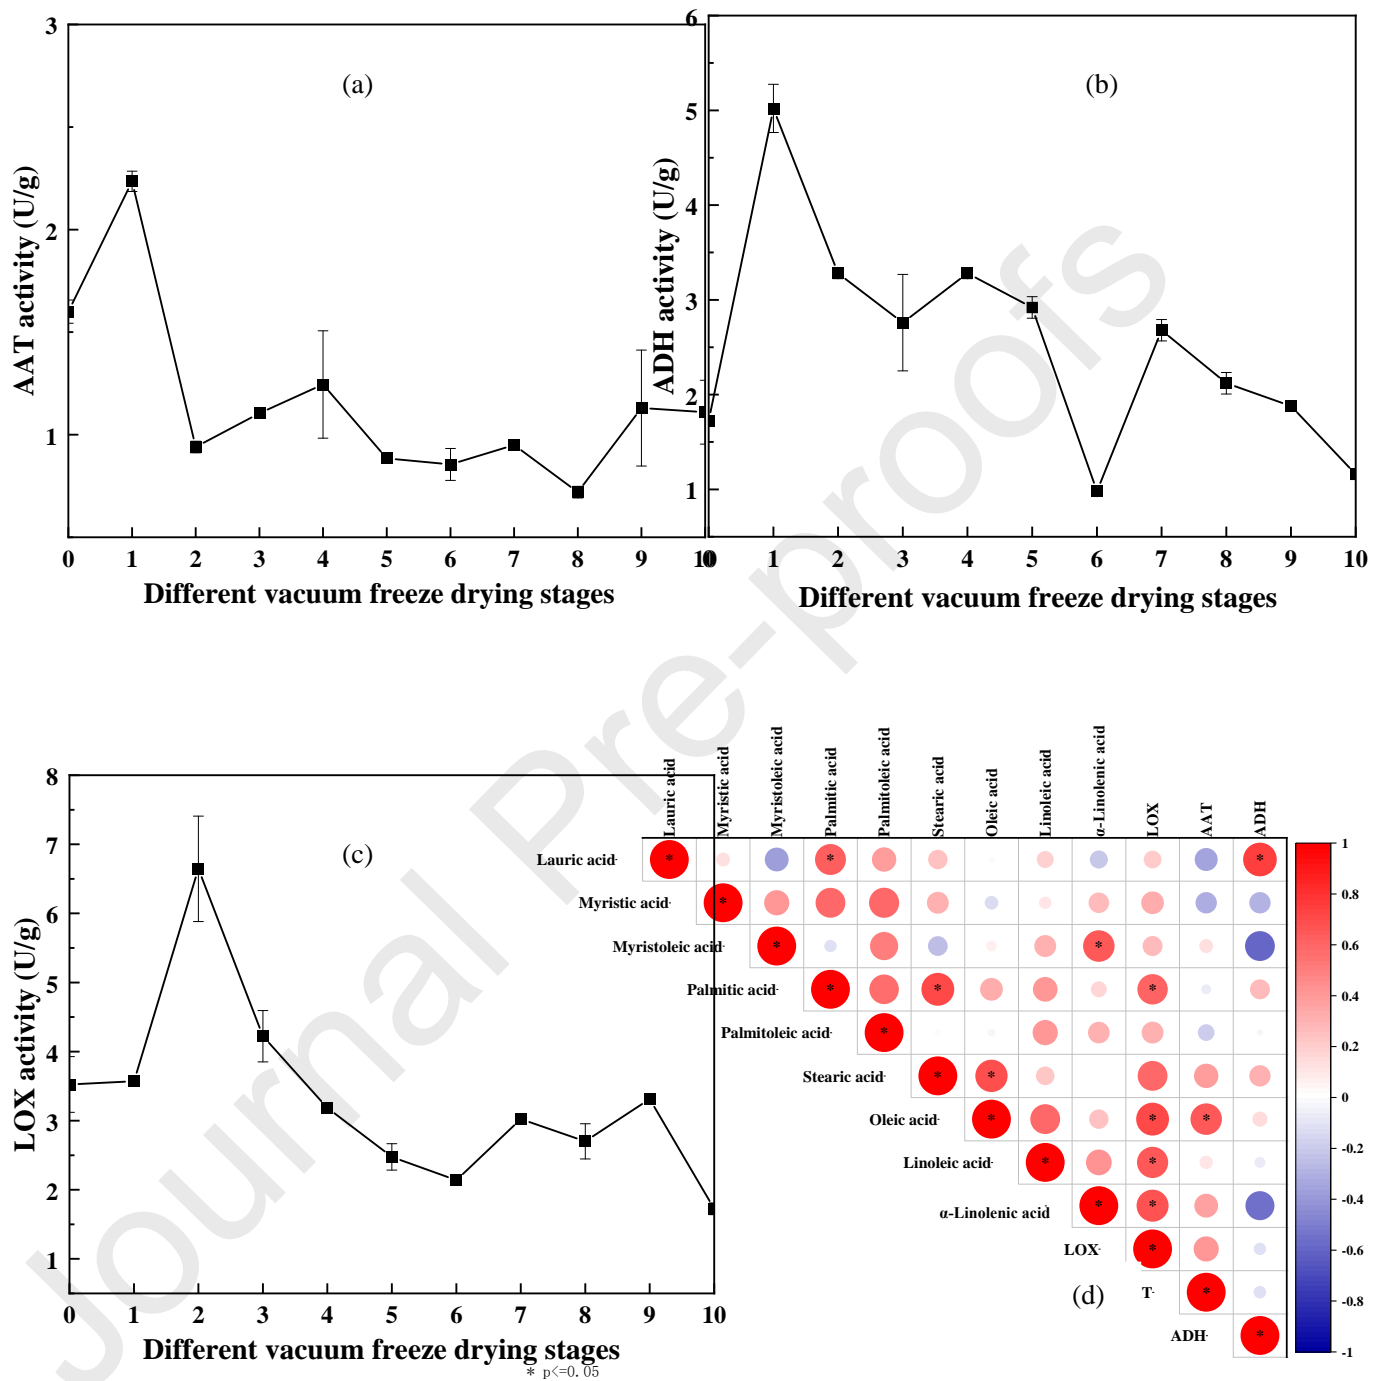 (a)
AAT activity (U/g)
3
2
1
0 1 2 3 4 5 6 7 8 9 10
Different vacuum freeze drying stages
(b)
ADH activity (U/g)
6
5
4
3
2
1
0 1 2 3 4 5 6 7 8 9 10
Different vacuum freeze drying stages
(c)
LOX activity (U/g)
8
7
6
5
4
3
2
1
0 1 2 3 4 5 6 7 8 9 10
Different vacuum freeze drying stages
* p<=0.05
Lauric acid
Myristic acid
Myristoleic acid
Palmitic acid
Palmitoleic acid
Stearic acid
Oleic acid
Linoleic acid
α-Linolenic acid
LOX
AAT
ADH
Lauric acid * * *
Myristic acid *
Myristoleic acid * *
Palmitic acid * * *
Palmitoleic acid *
Stearic acid * *
Oleic acid * * *
Linoleic acid * *
α-Linolenic acid * *
LOX *
T *
ADH *
(d)
1
0.8
0.6
0.4
0.2
0
-0.2
-0.4
-0.6
-0.8
-1
Journal Pre-proofs